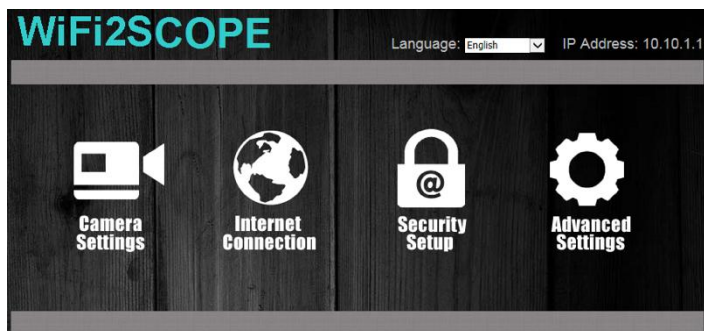 WiFi2SCOPE
Language: English IP Address: 10.10.1.1
@
Camera Settings
Internet Connection
Security Setup
Advanced Settings